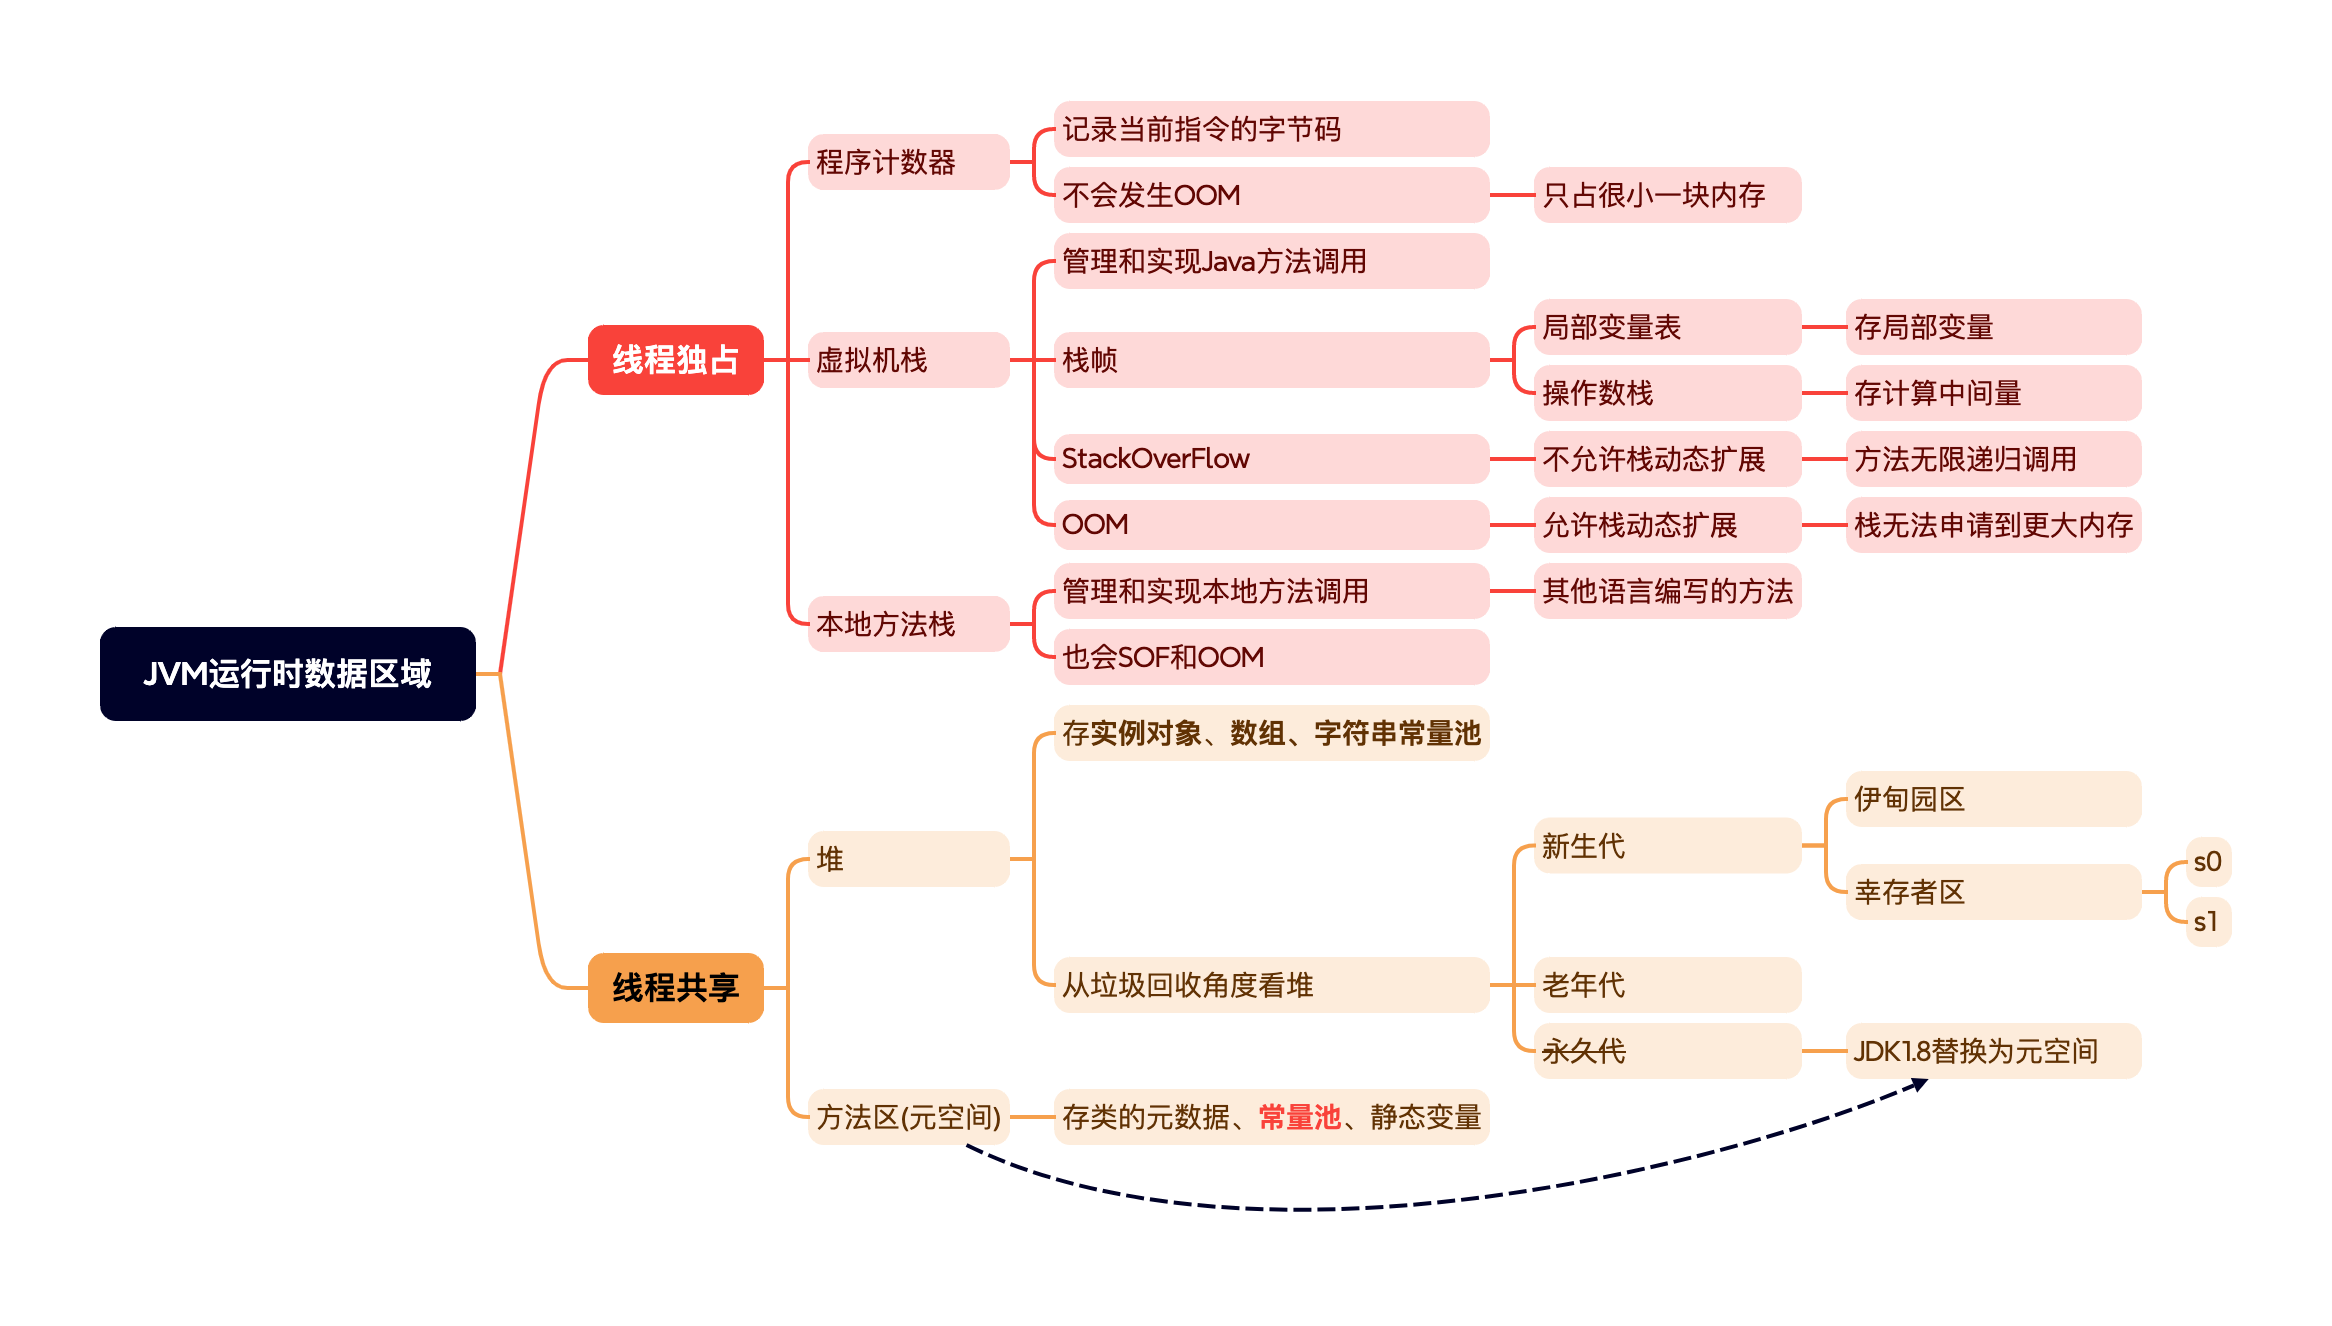 JVM运行时数据区域
线程独占
程序计数器
记录当前指令的字节码
不会发生OOM
只占很小一块内存
虚拟机栈
管理和实现Java方法调用
栈帧
局部变量表
存局部变量
操作数栈
存计算中间量
StackOverFlow
不允许栈动态扩展
方法无限递归调用
OOM
允许栈动态扩展
栈无法申请到更大内存
本地方法栈
管理和实现本地方法调用
其他语言编写的方法
也会SOF和OOM
线程共享
堆
存实例对象、数组、字符串常量池
从垃圾回收角度看堆
新生代
伊甸园区
幸存者区
s0
s1
老年代
永久代
JDK1.8替换为元空间
方法区(元空间)
存类的元数据、常量池、静态变量